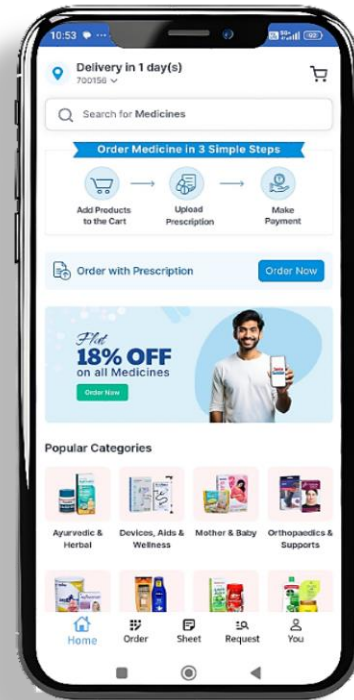 10:53
Delivery in 1 day(s)
700156
Search for Medicines
Order Medicine in 3 Simple Steps
Add Products
to the Cart
Upload
Prescription
Make
Payment
Order with Prescription
Order Now
Flat
18% OFF
on all Medicines
Order Now
Popular Categories
Ayurvedic &
Herbal
Devices, Aids &
Wellness
Mother & Baby
Orthopaedics &
Supports
Home
Order
Sheet
Request
You